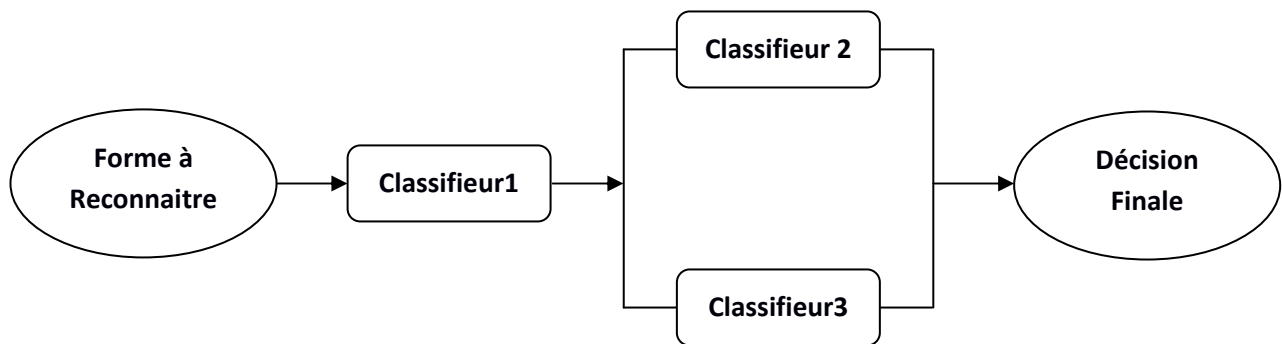 Forme à
Reconnaitre
Classifieur1
Classifieur 2
Classifieur3
Décision
Finale